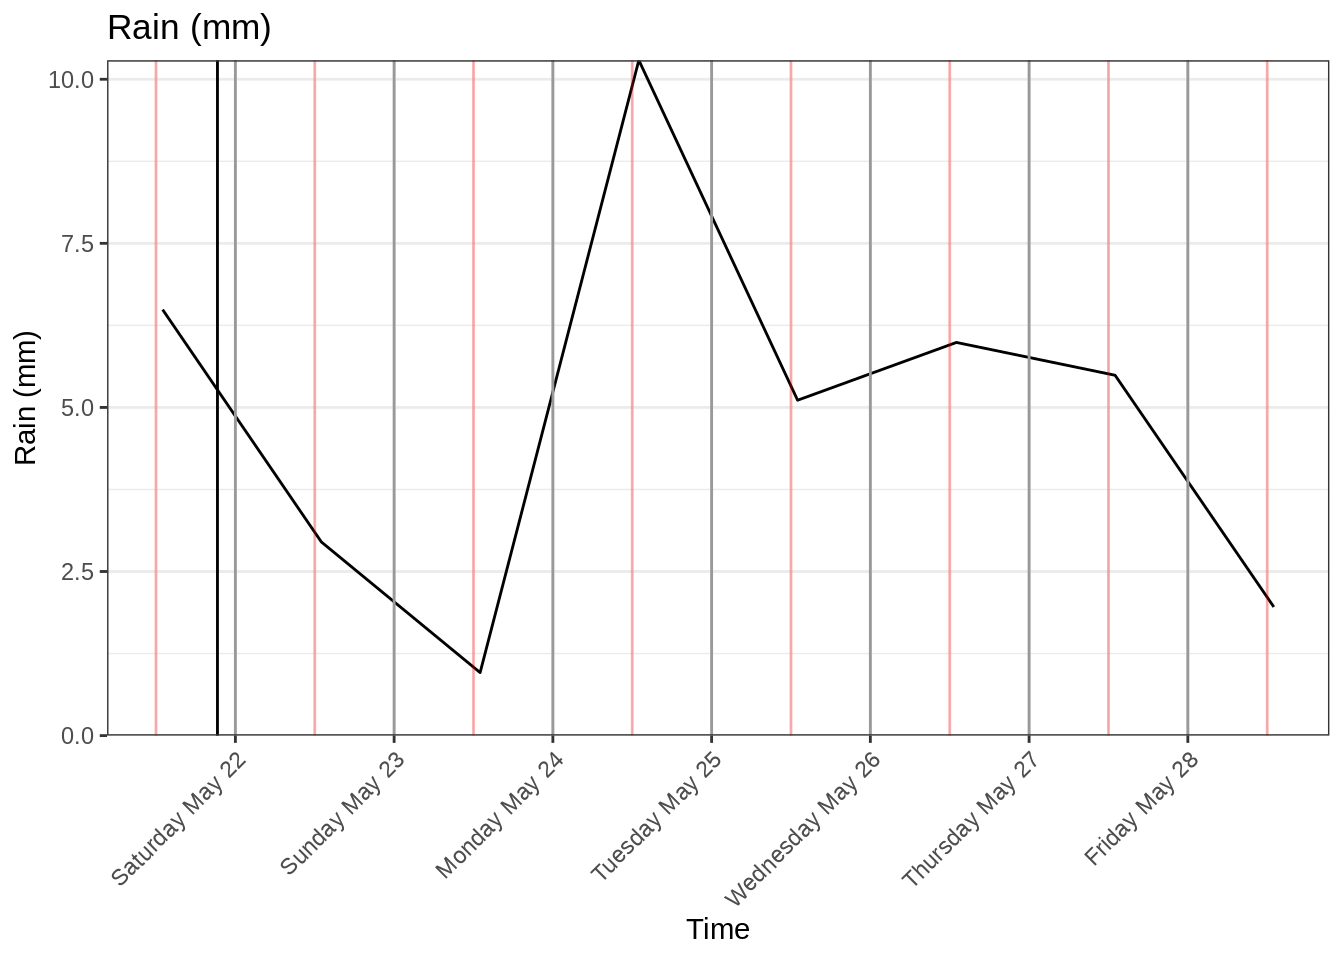 Rain (mm)
Rain (mm)
10.0
7.5
5.0
2.5
0.0
Saturday May 22
Sunday May 23
Monday May 24
Tuesday May 25
Wednesday May 26
Thursday May 27
Friday May 28
Time